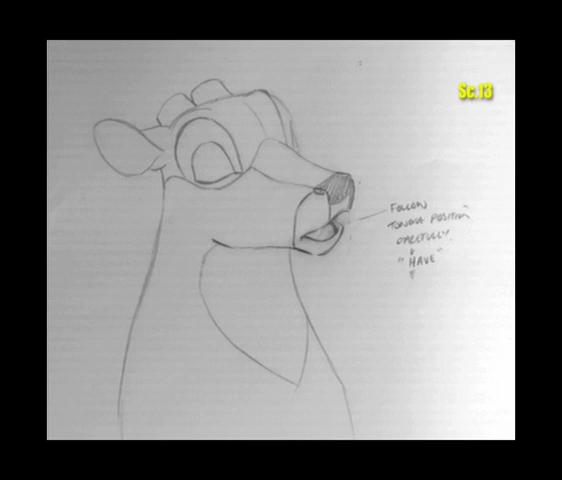 Sc.13
FOLLOW
TONGUE POSITION
CAREFULLY.
"HAVE"